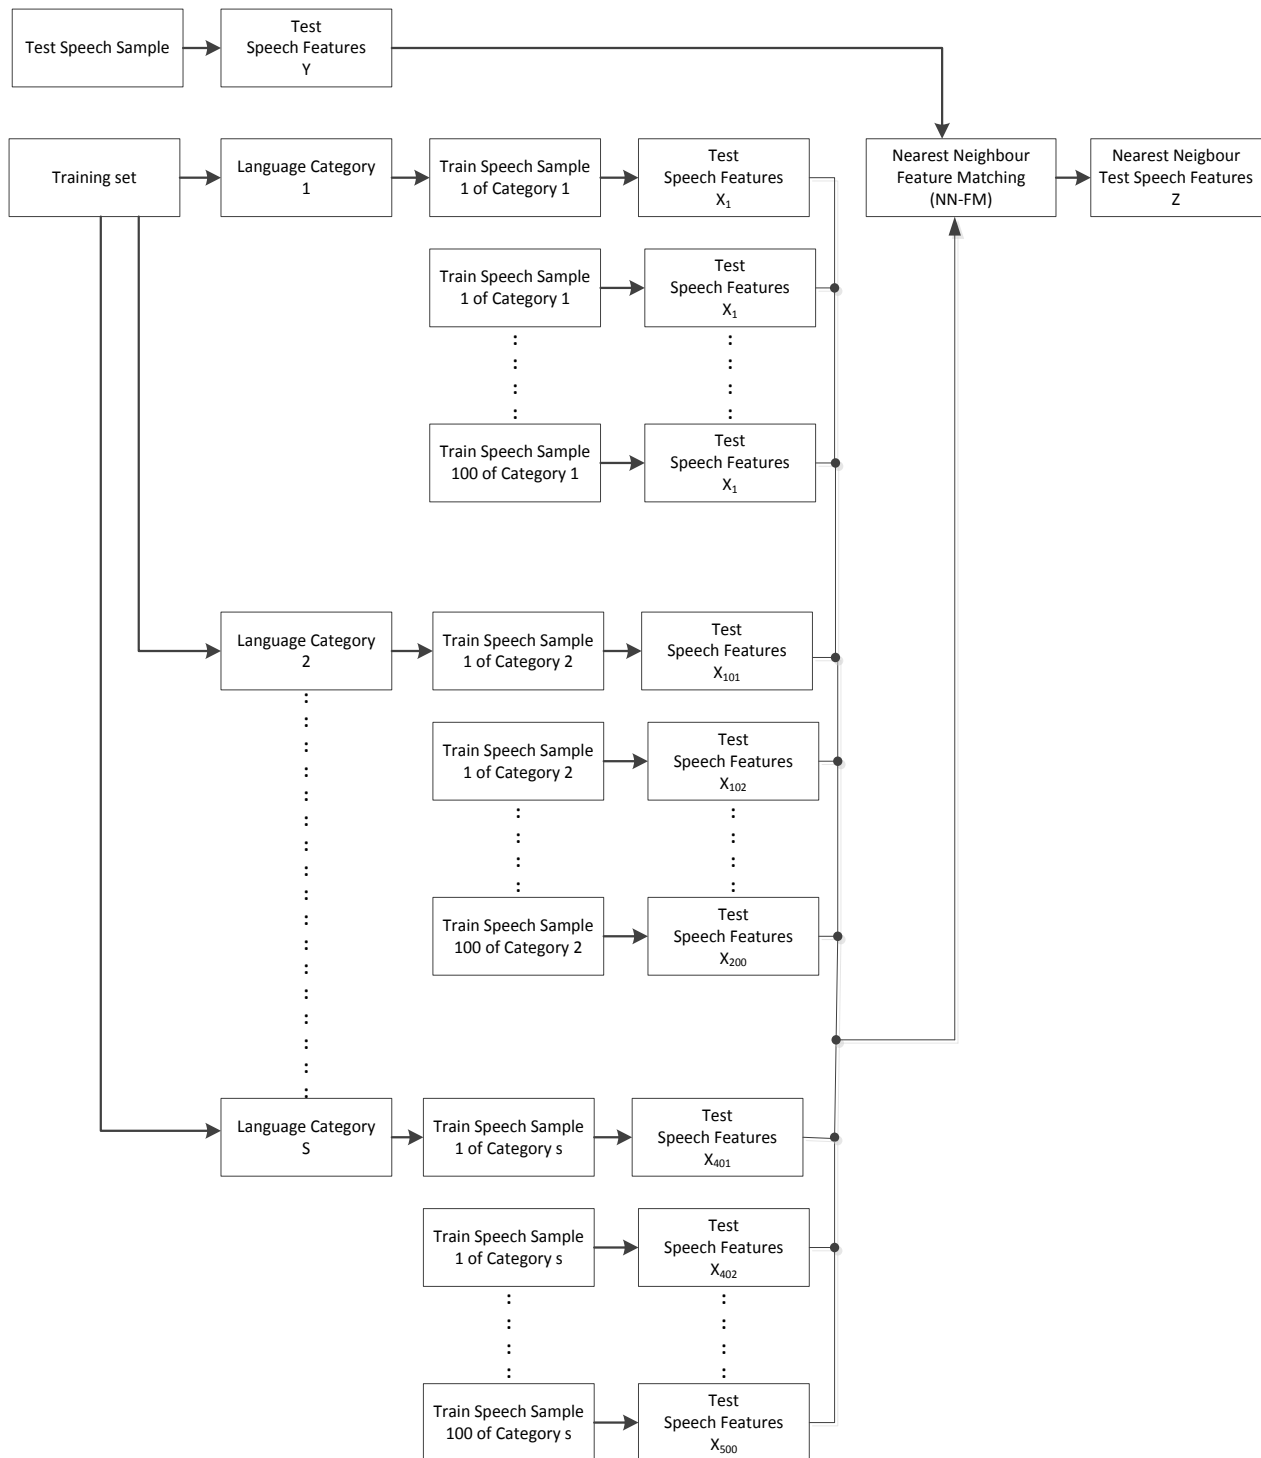 Test Speech Sample
Test
Speech Features
Y
Training set
Language Category
1
Train Speech Sample
1 of Category 1
Test
Speech Features
X₁
Nearest Neighbour
Feature Matching
(NN-FM)
Nearest Neigbour
Test Speech Features
Z
Train Speech Sample
1 of Category 1
Test
Speech Features
X₁
Train Speech Sample
100 of Category 1
Test
Speech Features
X₁
Language Category
2
Train Speech Sample
1 of Category 2
Test
Speech Features
X₁₀₁
Train Speech Sample
1 of Category 2
Test
Speech Features
X₁₀₂
Train Speech Sample
100 of Category 2
Test
Speech Features
X₂₀₀
Language Category
S
Train Speech Sample
1 of Category s
Test
Speech Features
X₄₀₁
Train Speech Sample
1 of Category s
Test
Speech Features
X₄₀₂
Train Speech Sample
100 of Category s
Test
Speech Features
X₅₀₀